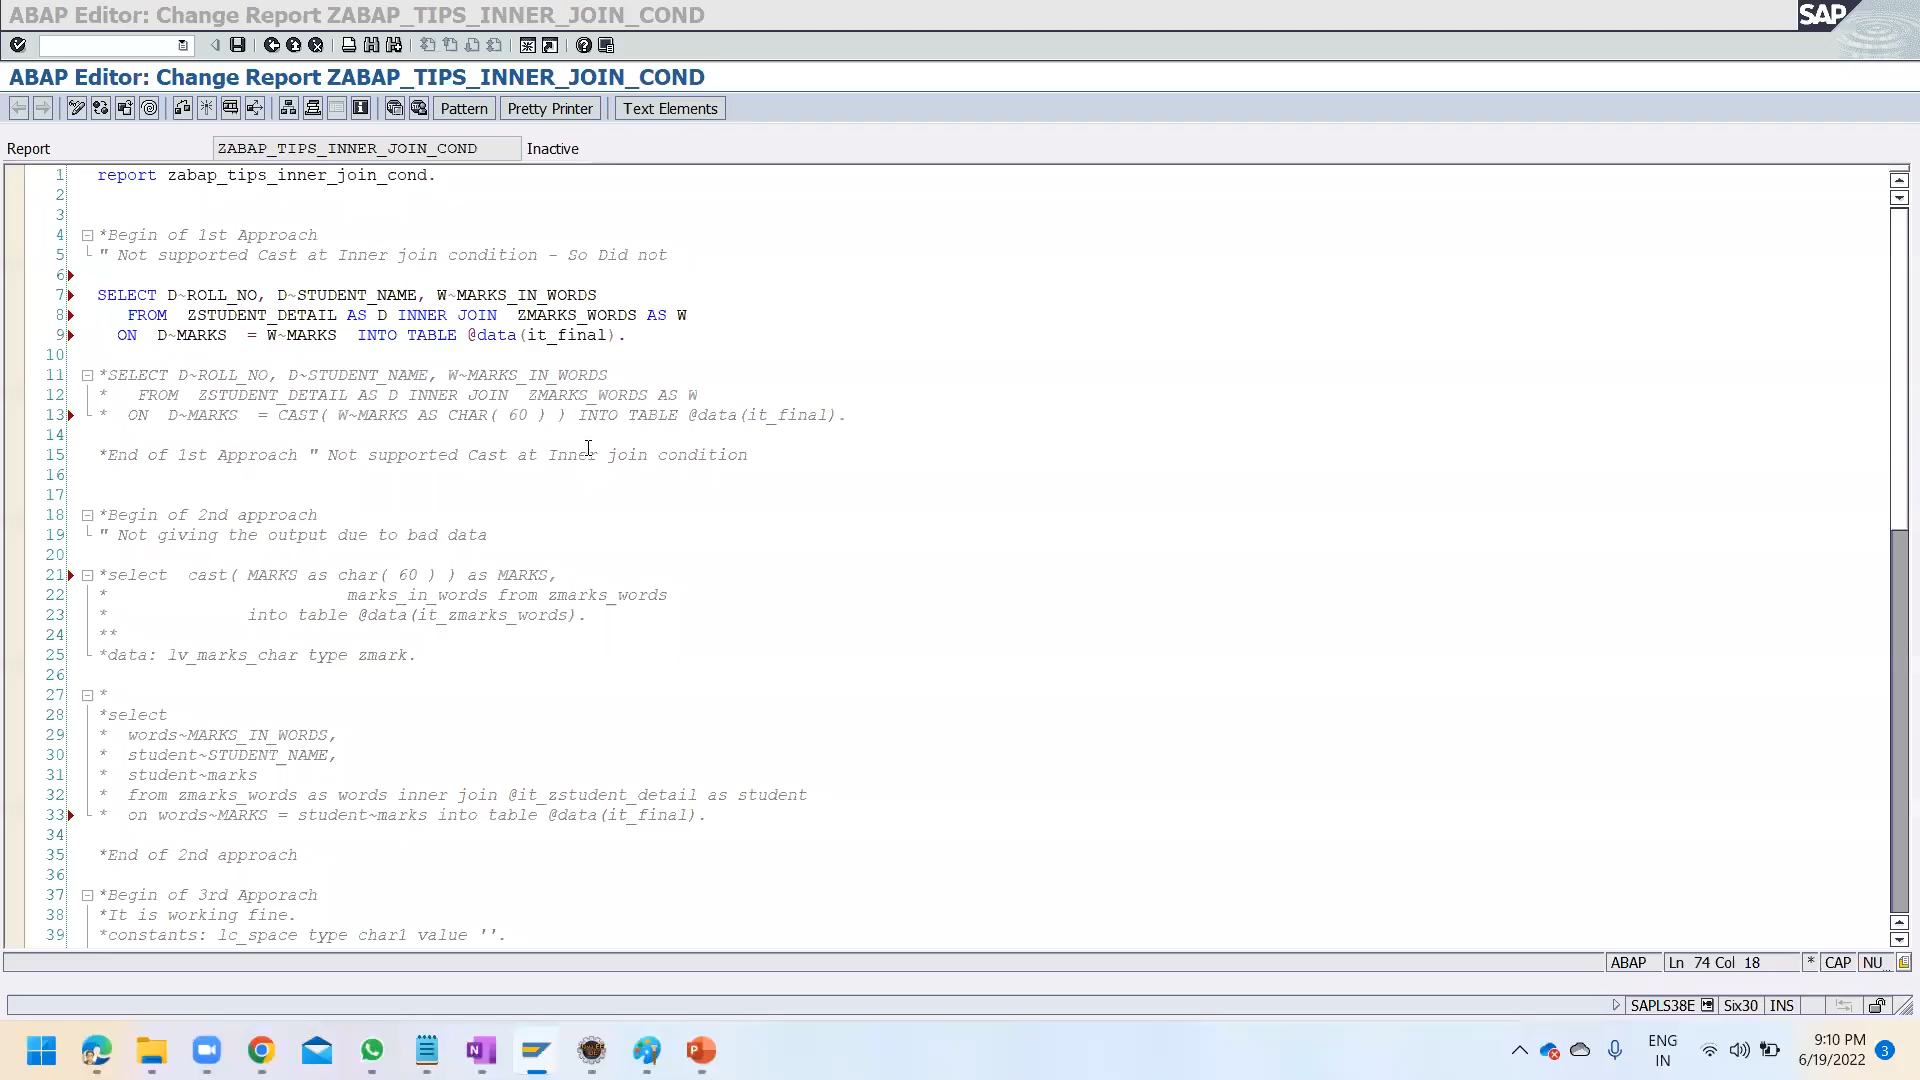 ABAP Editor: Change Report ZABAP_TIPS_INNER_JOIN_COND
SAP
ABAP Editor: Change Report ZABAP_TIPS_INNER_JOIN_COND
Pattern Pretty Printer Text Elements
Report ZABAP_TIPS_INNER_JOIN_COND Inactive
1 report zabap_tips_inner_join_cond.
2
3
4 *Begin of 1st Approach
5 " Not supported Cast at Inner join condition - So Did not
6
7 SELECT D~ROLL_NO, D~STUDENT_NAME, W~MARKS_IN_WORDS
8 FROM ZSTUDENT_DETAIL AS D INNER JOIN ZMARKS_WORDS AS W
9 ON D~MARKS = W~MARKS INTO TABLE @data(it_final).
10
11 *SELECT D~ROLL_NO, D~STUDENT_NAME, W~MARKS_IN_WORDS
12 * FROM ZSTUDENT_DETAIL AS D INNER JOIN ZMARKS_WORDS AS W
13 * ON D~MARKS = CAST( W~MARKS AS CHAR( 60 ) ) INTO TABLE @data(it_final).
14
15 *End of 1st Approach " Not supported Cast at Inner join condition
16
17
18 *Begin of 2nd approach
19 " Not giving the output due to bad data
20
21 *select cast( MARKS as char( 60 ) ) as MARKS,
22 * marks_in_words from zmarks_words
23 * into table @data(it_zmarks_words).
24 **
25 *data: lv_marks_char type zmark.
26
27 *
28 *select
29 * words~MARKS_IN_WORDS,
30 * student~STUDENT_NAME,
31 * student~marks
32 * from zmarks_words as words inner join @it_zstudent_detail as student
33 * on words~MARKS = student~marks into table @data(it_final).
34
35 *End of 2nd approach
36
37 *Begin of 3rd Apporach
38 *It is working fine.
39 *constants: lc_space type char1 value ''.
ABAP Ln 74 Col 18 * CAP NU...
SAPLS38E Six30 INS
ENG
IN
9:10 PM
6/19/2022
3